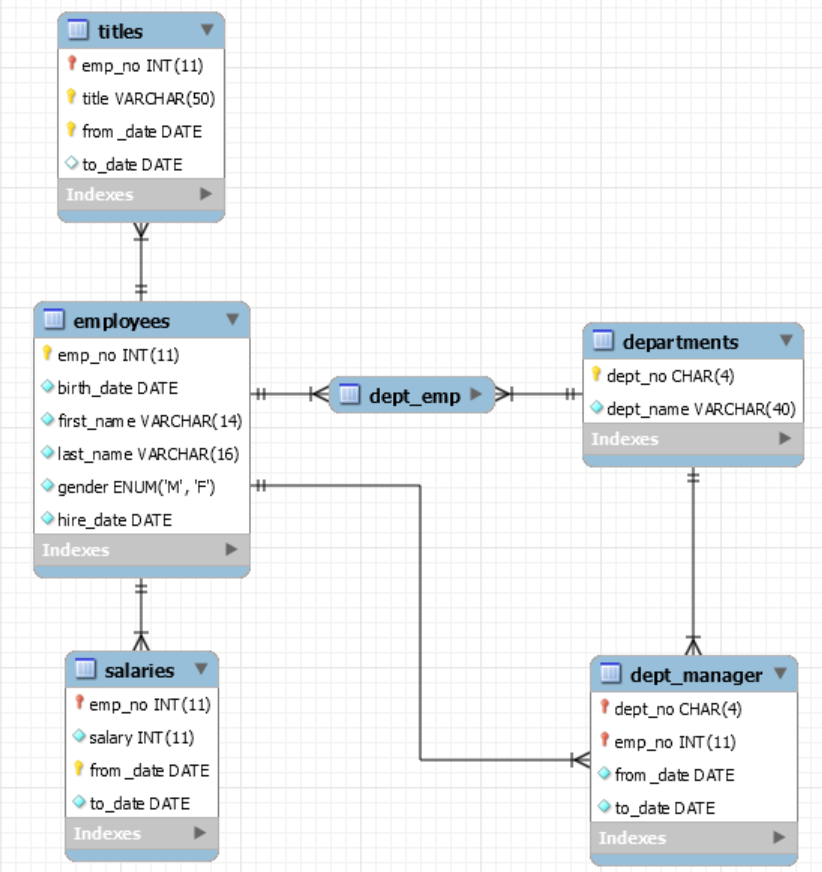 titles
emp_no INT(11)
title VARCHAR(50)
from_date DATE
to_date DATE
Indexes
employees
emp_no INT(11)
birth_date DATE
first_name VARCHAR(14)
last_name VARCHAR(16)
gender ENUM('M', 'F')
hire_date DATE
Indexes
dept_emp
departments
dept_no CHAR(4)
dept_name VARCHAR(40)
Indexes
salaries
emp_no INT(11)
salary INT(11)
from_date DATE
to_date DATE
Indexes
dept_manager
dept_no CHAR(4)
emp_no INT(11)
from_date DATE
to_date DATE
Indexes